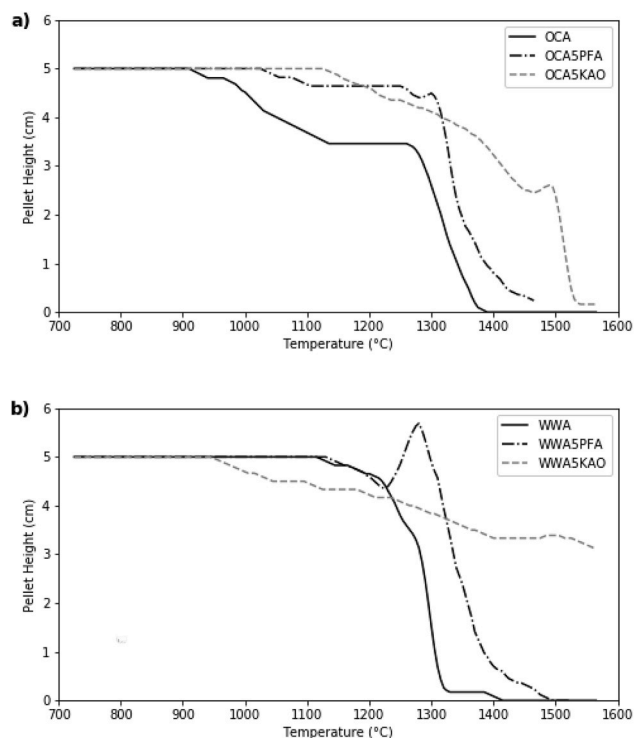 a)
6
5
4
3
2
1
0
Pellet Height (cm)
OCA
OCA5PFA
OCA5KAO
700 800 900 1000 1100 1200 1300 1400 1500 1600
Temperature (°C)
b)
6
5
4
3
2
1
0
Pellet Height (cm)
WWA
WWA5PFA
WWA5KAO
700 800 900 1000 1100 1200 1300 1400 1500 1600
Temperature (°C)